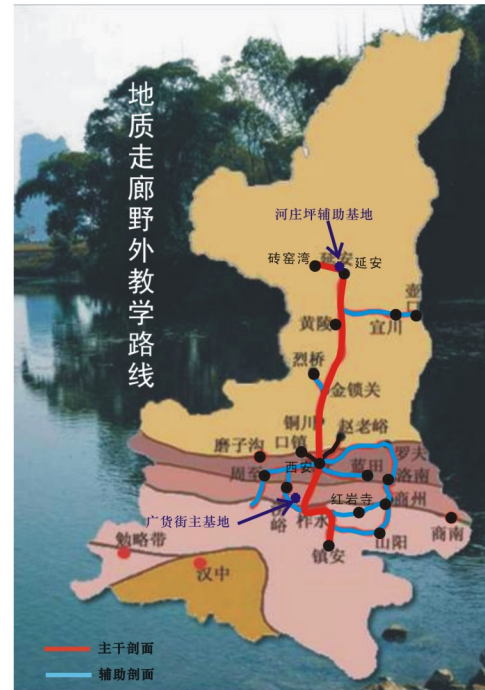 地质走廊野外教学路线
河庄坪辅助基地
砖窑湾
延安
延安
壶口
黄陵
宜川
烈桥
金锁关
铜川
赵老峪
口镇
磨子沟
罗夫
周至
西安
蓝田
洛南
红岩寺
商州
广货街主基地
峪
柞水
商南
勉略带
山阳
镇安
汉中
主干剖面
辅助剖面